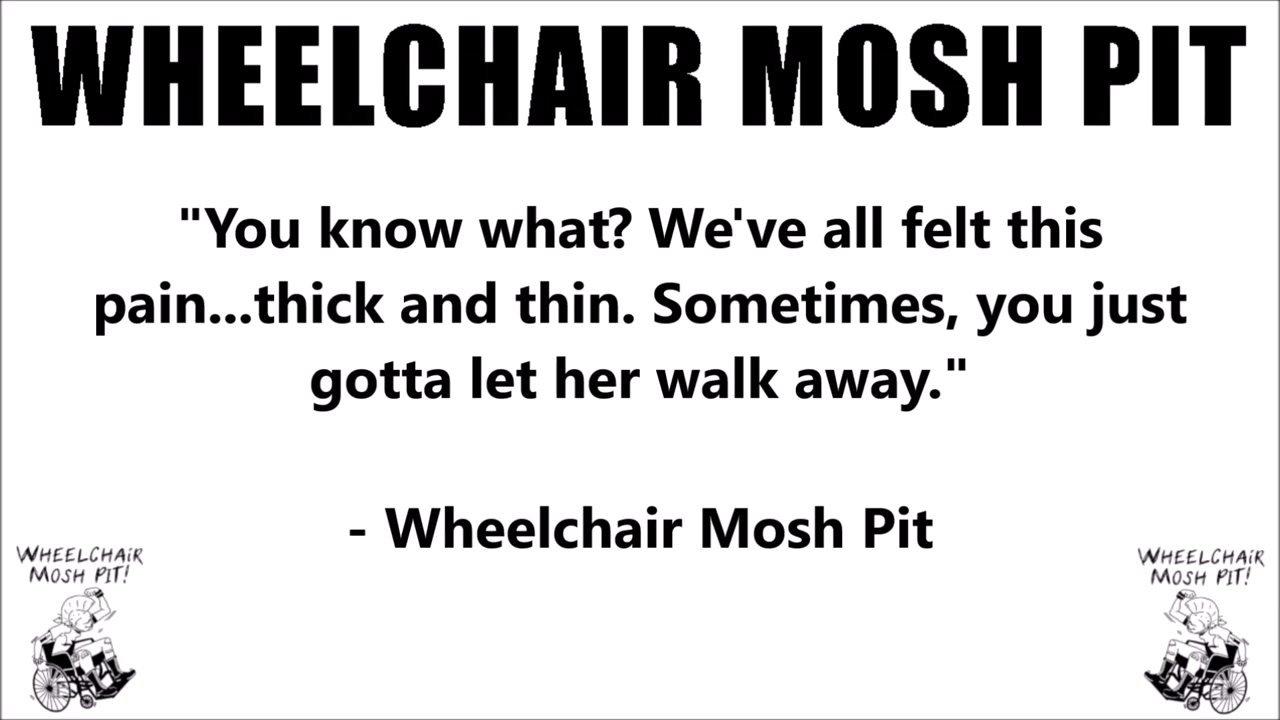 WHEELCHAIR MOSH PIT
"You know what? We've all felt this
pain...thick and thin. Sometimes, you just
gotta let her walk away."
- Wheelchair Mosh Pit
WHEELCHAiR
MOSH PiT!
WHEELCHAiR
MOSH PiT!